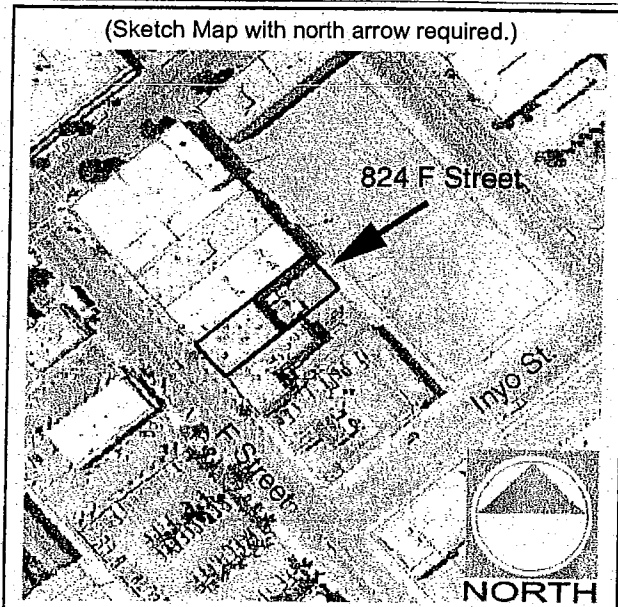 (Sketch Map with north arrow required.)
824 F Street
Inyo St.
F Street
NORTH